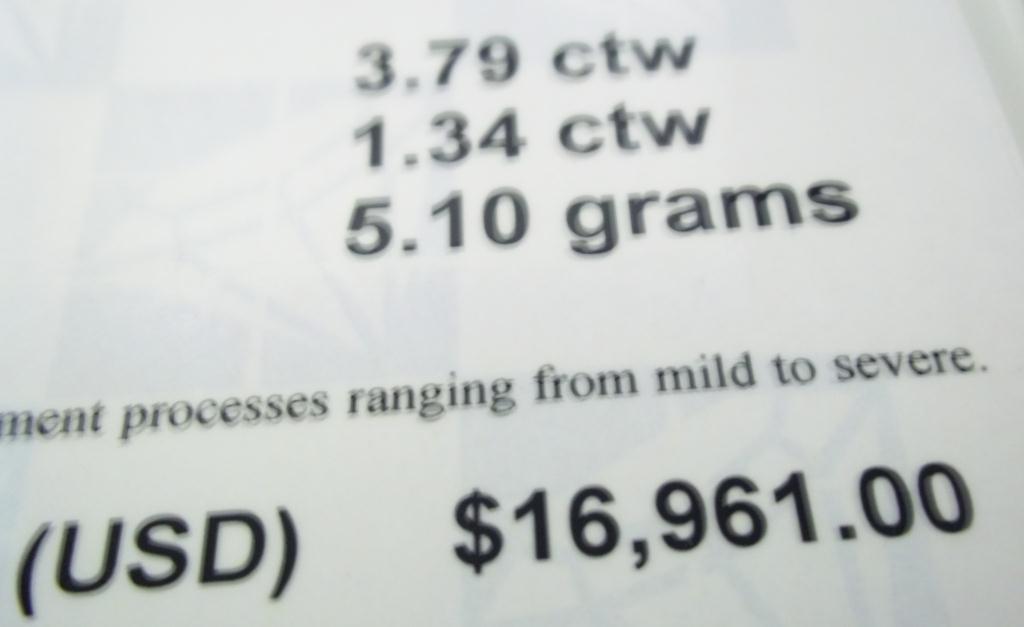 3.79 ctw
1.34 ctw
5.10 grams
ment processes ranging from mild to severe.
(USD) $16,961.00